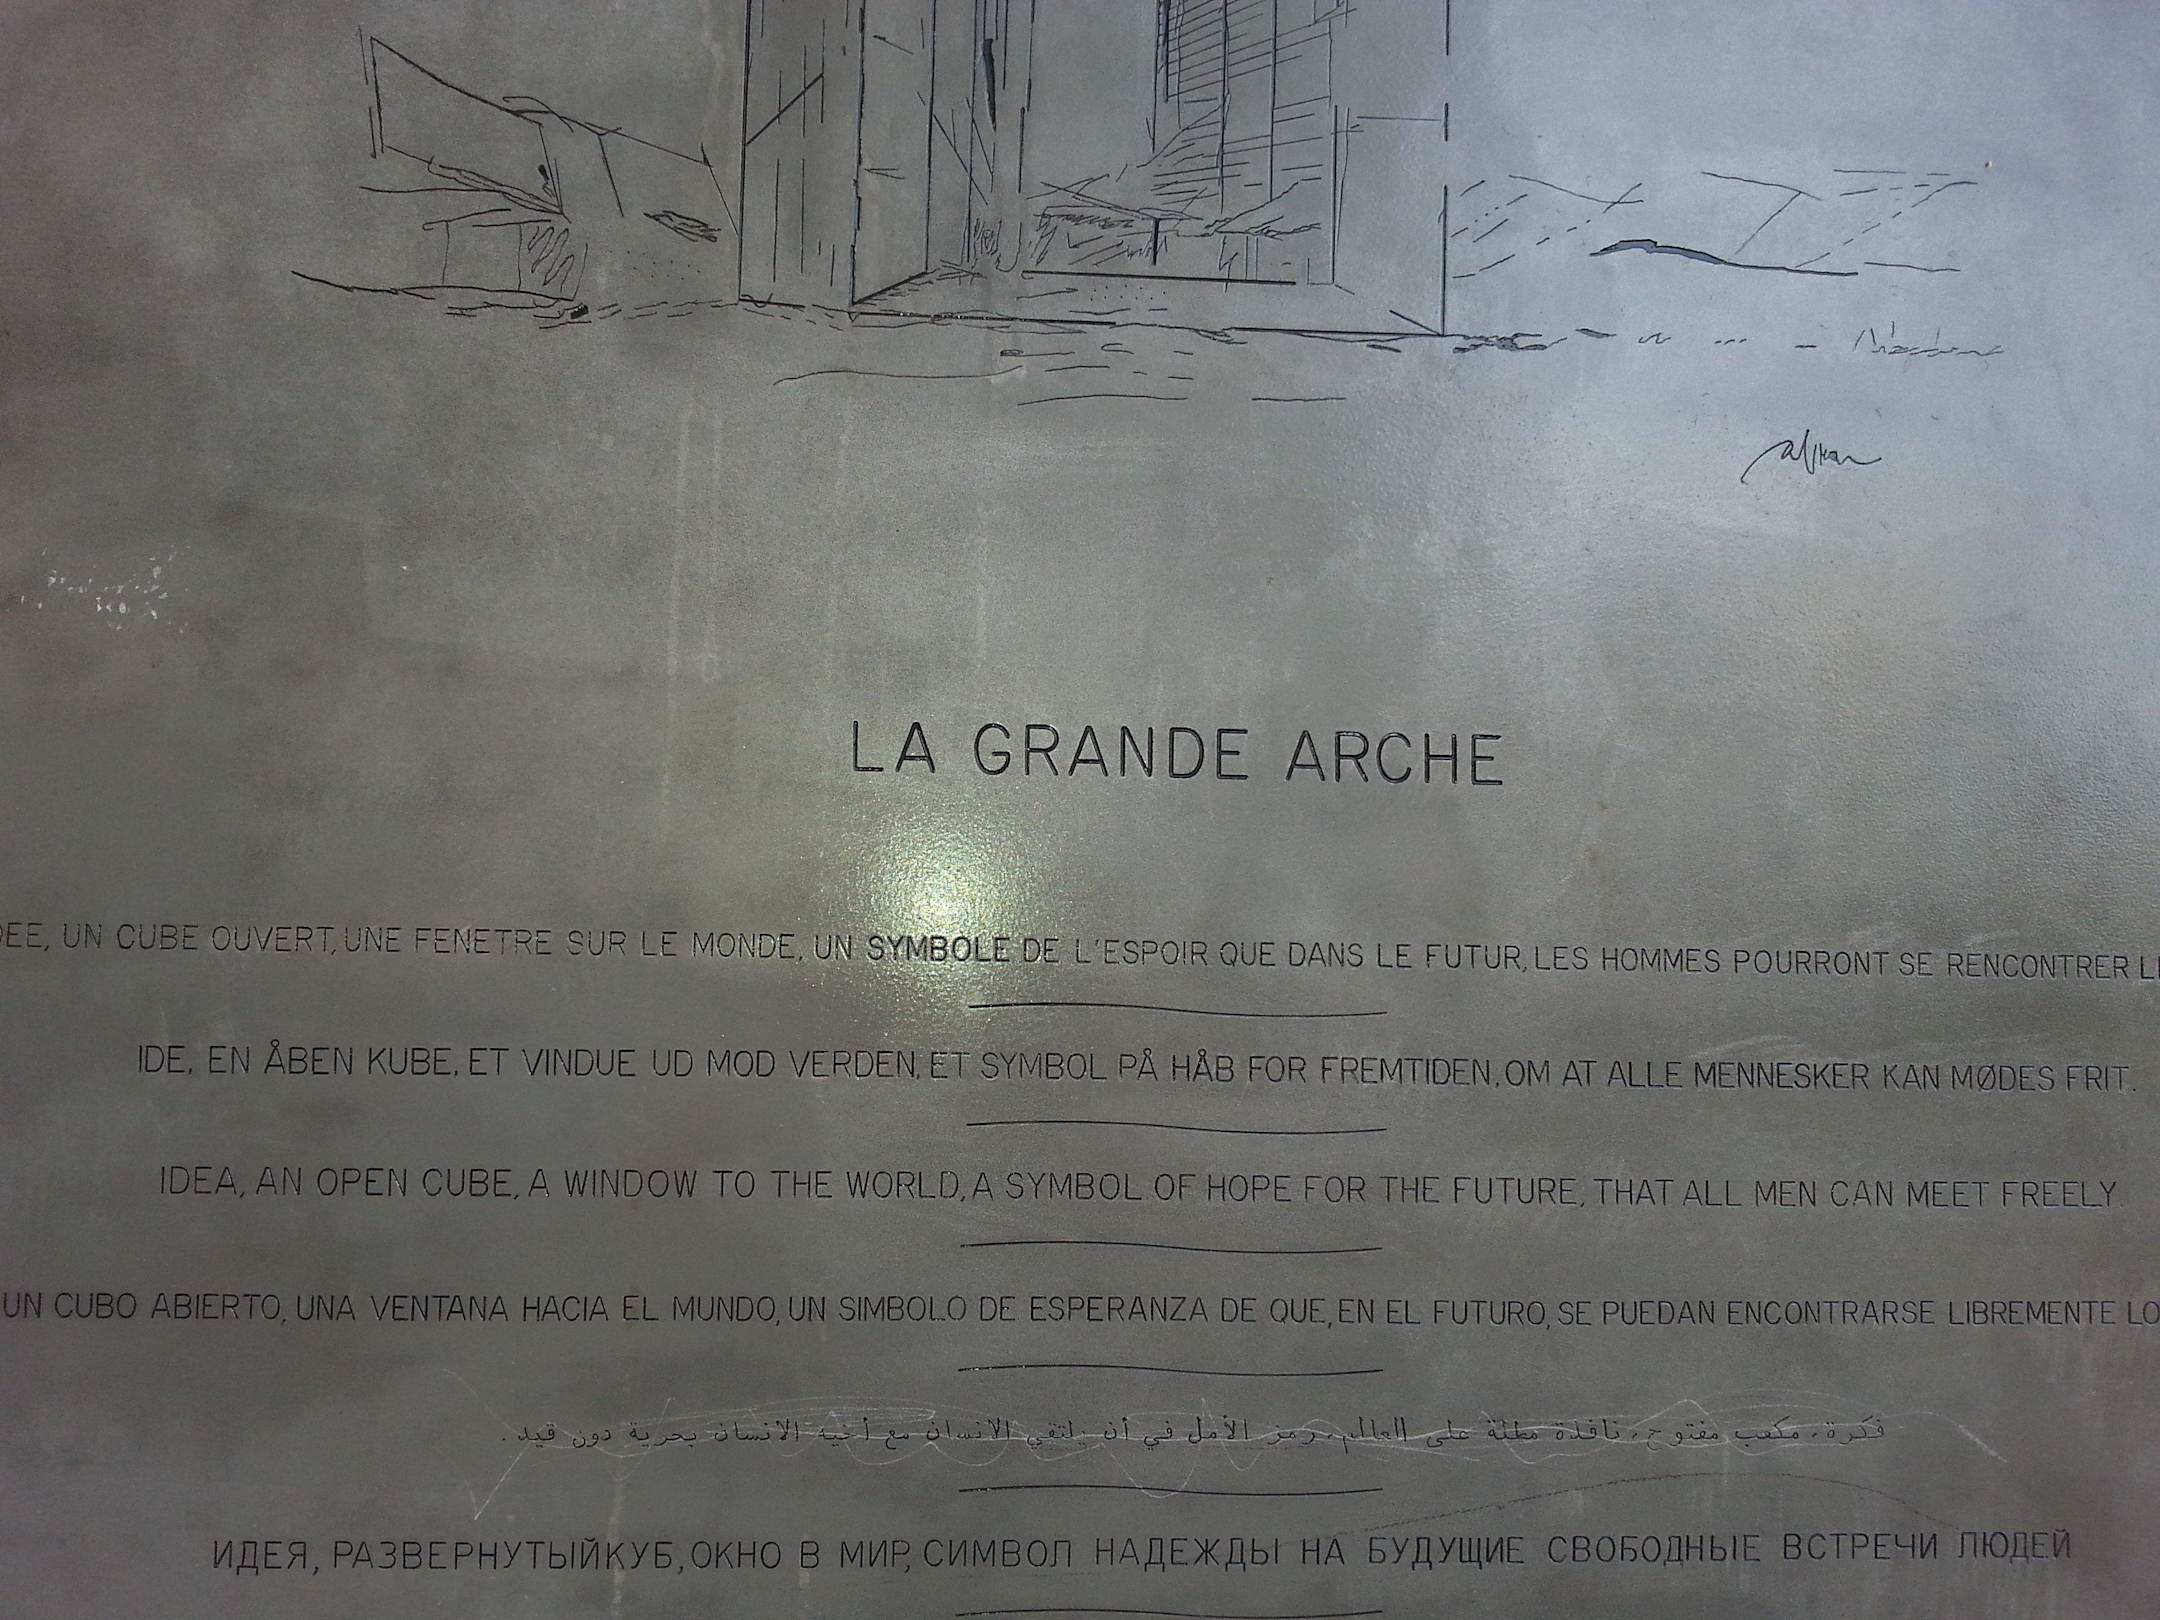 LA GRANDE ARCHE
UN CUBE OUVERT, UNE FENETRE SUR LE MONDE, UN SYMBOLE DE L'ESPOIR QUE DANS LE FUTUR, LES HOMMES POURRONT SE RENCONTRER
IDE, EN ÅBEN KUBE, ET VINDUE UD MOD VERDEN, ET SYMBOL PÅ HÅB FOR FREMTIDEN, OM AT ALLE MENNESKER KAN MØDES FRIT.
IDEA, AN OPEN CUBE, A WINDOW TO THE WORLD, A SYMBOL OF HOPE FOR THE FUTURE, THAT ALL MEN CAN MEET FREELY.
UN CUBO ABIERTO, UNA VENTANA HACIA EL MUNDO, UN SIMBOLO DE ESPERANZA DE QUE, EN EL FUTURO, SE PUEDAN ENCONTRARSE LIBREMENTE
فكرة، مكعب مفتوح، نافذة مطلة على العالم، رمز الأمل في أن يلتقي الانسان مع أخيه الانسان بحرية دون قيد.
ИДЕЯ, РАЗВЕРНУТЫЙКУБ, ОКНО В МИР, СИМВОЛ НАДЕЖДЫ НА БУДУЩИЕ СВОБОДНЫЕ ВСТРЕЧИ ЛЮДЕЙ